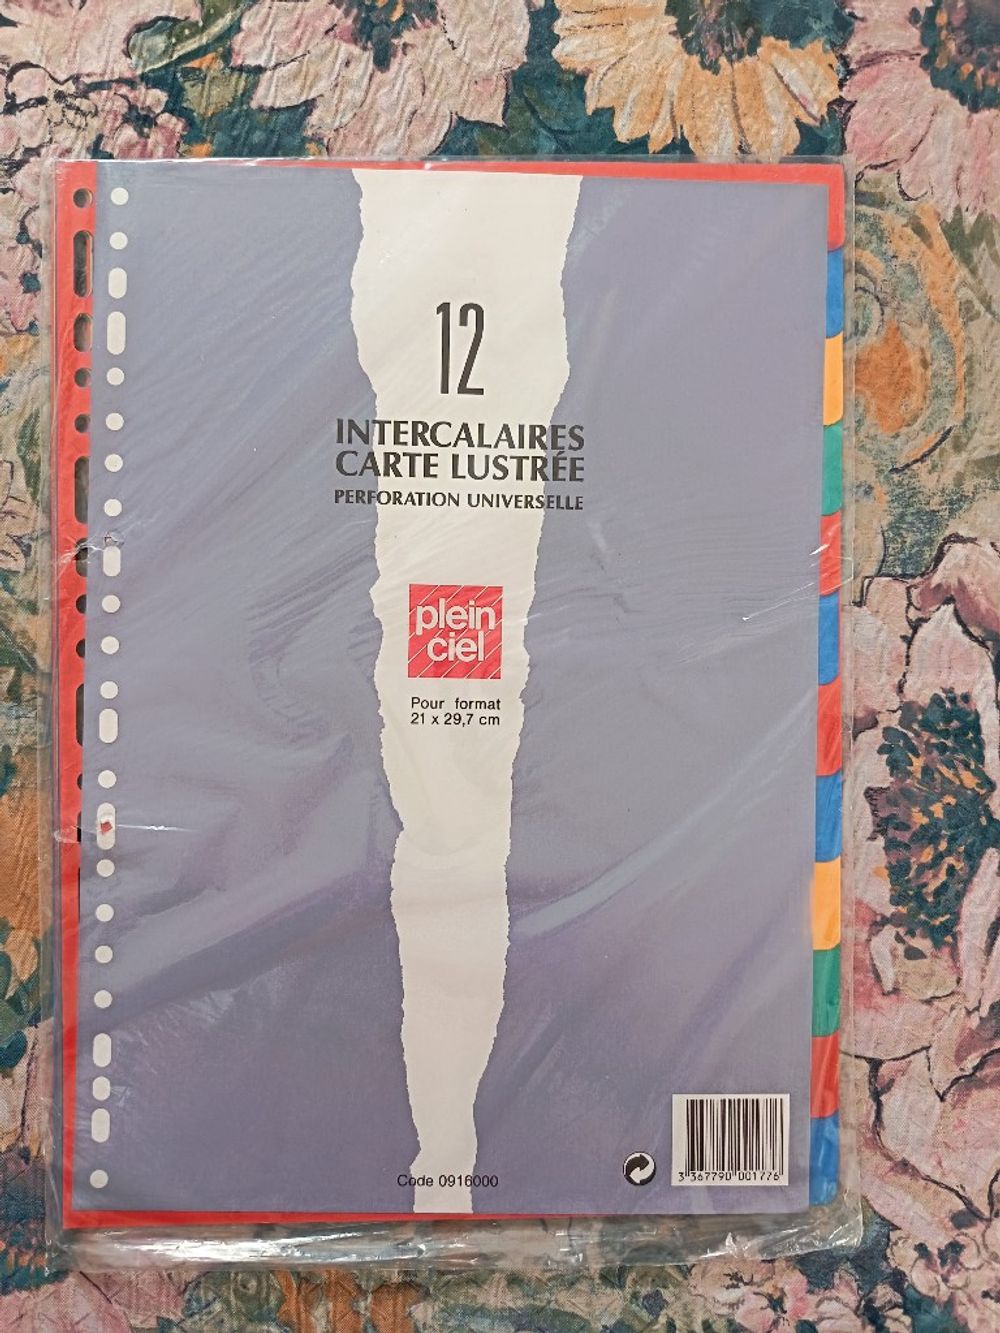 12
INTERCALAIRES
CARTE LUSTRÉE
PERFORATION UNIVERSELLE
plein
ciel
Pour format
21 x 29,7 cm
Code 0916000
3 367790 001776